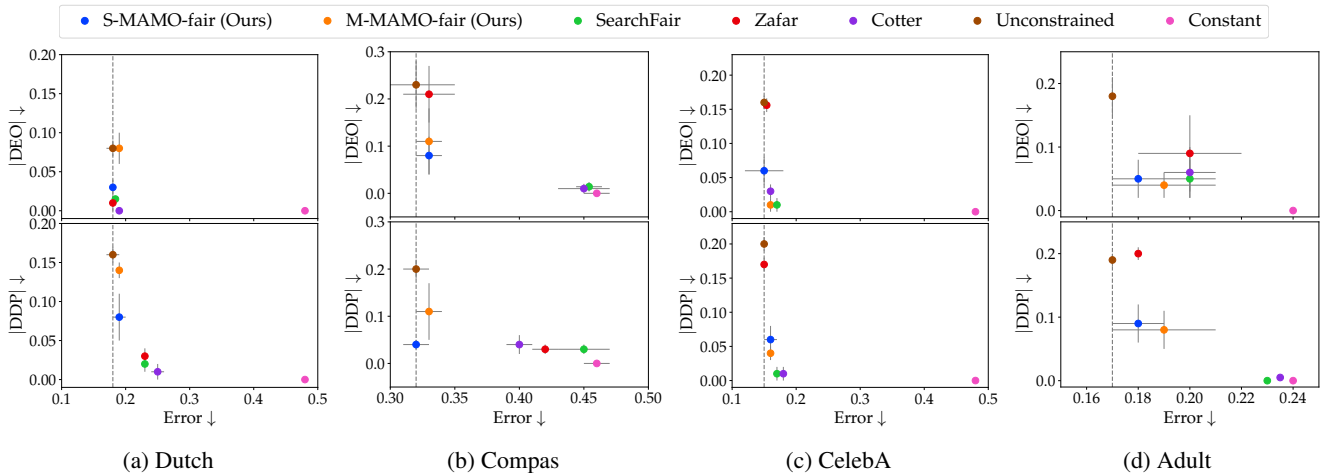 S-MAMO-fair (Ours) M-MAMO-fair (Ours) SearchFair Zafar Cotter Unconstrained Constant
0.20
0.15
0.10
0.05
0.00
|DEO| ↓
0.15
0.10
0.05
0.00
|DDP| ↓
0.1 0.2 0.3 0.4 0.5
Error ↓
(a) Dutch
0.3
0.2
0.1
0.0
|DEO| ↓
0.3
0.2
0.1
0.0
|DDP| ↓
0.30 0.35 0.40 0.45 0.50
Error ↓
(b) Compas
0.20
0.15
0.10
0.05
0.00
|DEO| ↓
0.20
0.15
0.10
0.05
0.00
|DDP| ↓
0.1 0.2 0.3 0.4 0.5
Error ↓
(c) CelebA
0.2
0.1
0.0
|DEO| ↓
0.2
0.1
0.0
|DDP| ↓
0.16 0.18 0.20 0.22 0.24
Error ↓
(d) Adult